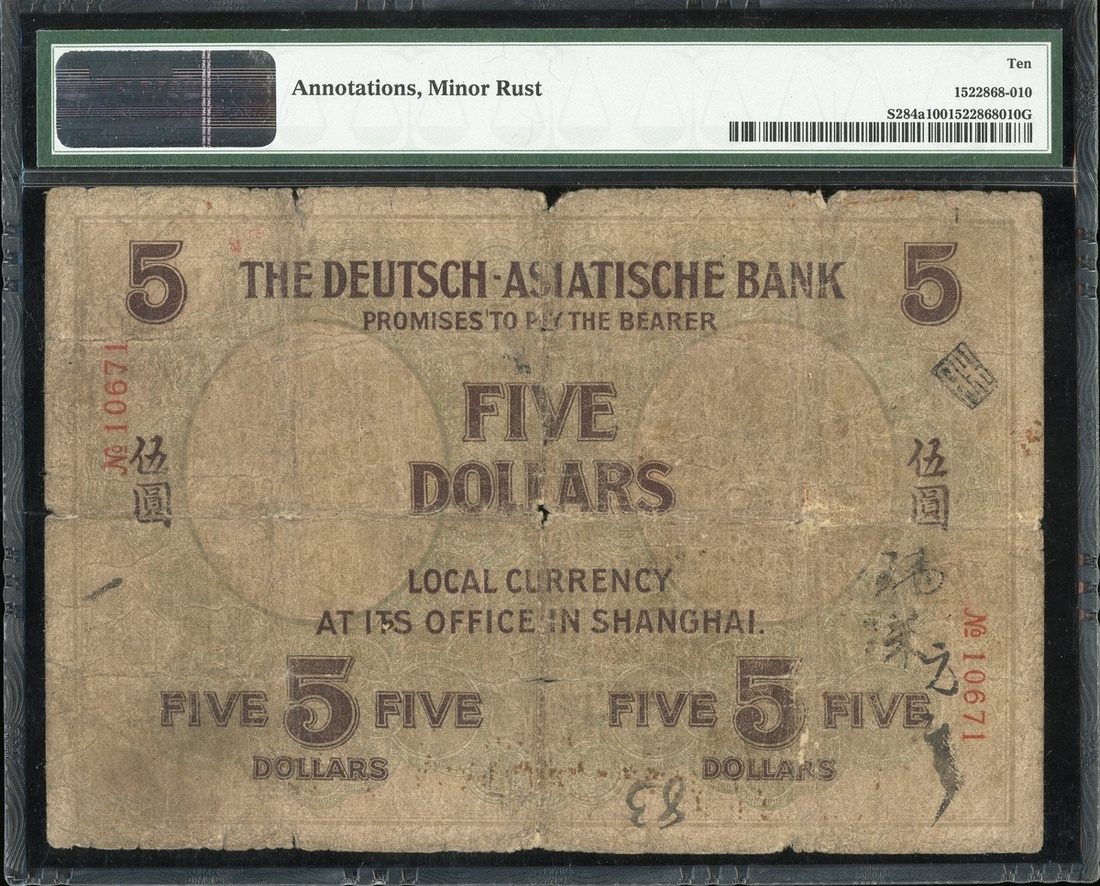 Annotations, Minor Rust
Ten
1522868-010
S284a1001522868010G
5
5
THE DEUTSCH-ASIATISCHE BANK
PROMISES TO PAY THE BEARER
№ 10671
FIVE
DOLLARS
伍圓
伍圓
LOCAL CURRENCY
AT ITS OFFICE IN SHANGHAI.
№ 10671
FIVE 5 FIVE
DOLLARS
FIVE 5 FIVE
DOLLARS
83